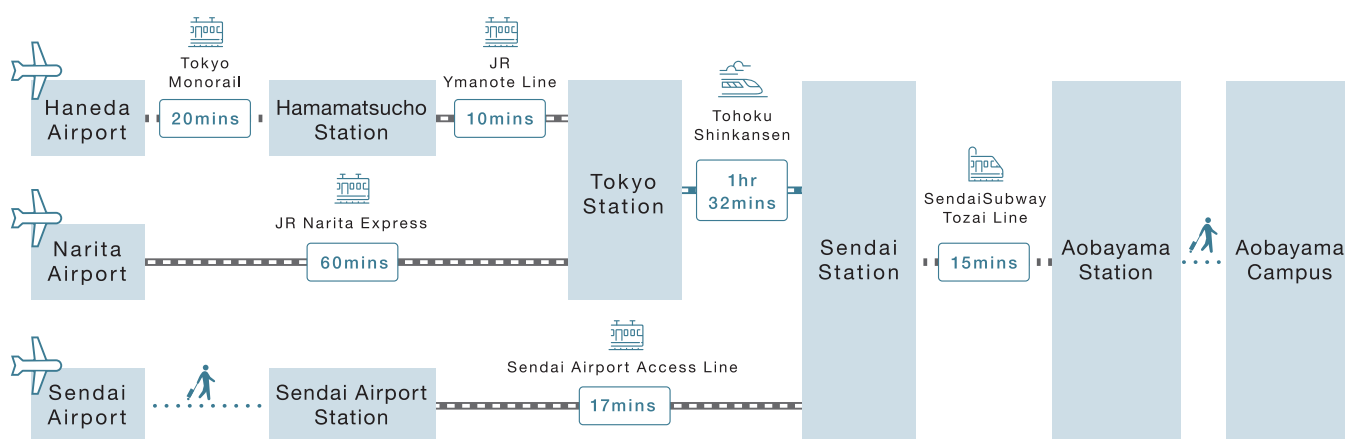 Tokyo
Monorail
JR
Ymanote Line
Haneda
Airport
20mins
Hamamatsucho
Station
10mins
Tohoku
Shinkansen
Tokyo
Station
1hr
32mins
JR Narita Express
Narita
Airport
60mins
Sendai
Station
SendaiSubway
Tozai Line
15mins
Aobayama
Station
Aobayama
Campus
Sendai Airport Access Line
Sendai
Airport
Sendai Airport
Station
17mins